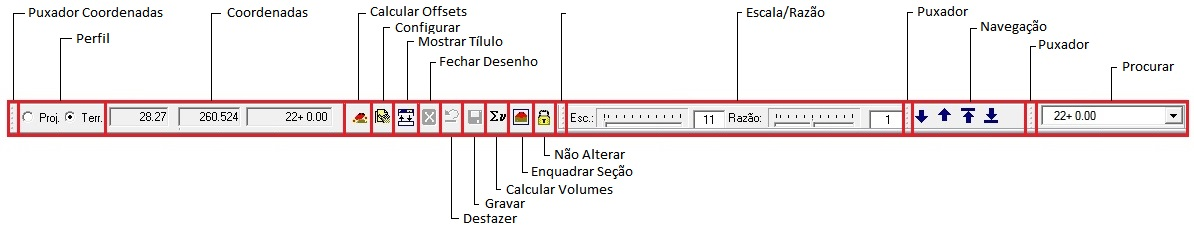 Puxador Coordenadas
Coordenadas
Calcular Offsets
Escala/Razão
Puxador
Configurar
Navegação
Perfil
Mostrar Tílulo
Puxador
Fechar Desenho
Procurar
Proj. Terr. 28.27 260.524 22+ 0.00 Σv Esc.: 11 Razão: 1 22+ 0.00
Não Alterar
Enquadrar Seção
Calcular Volumes
Gravar
Desfazer